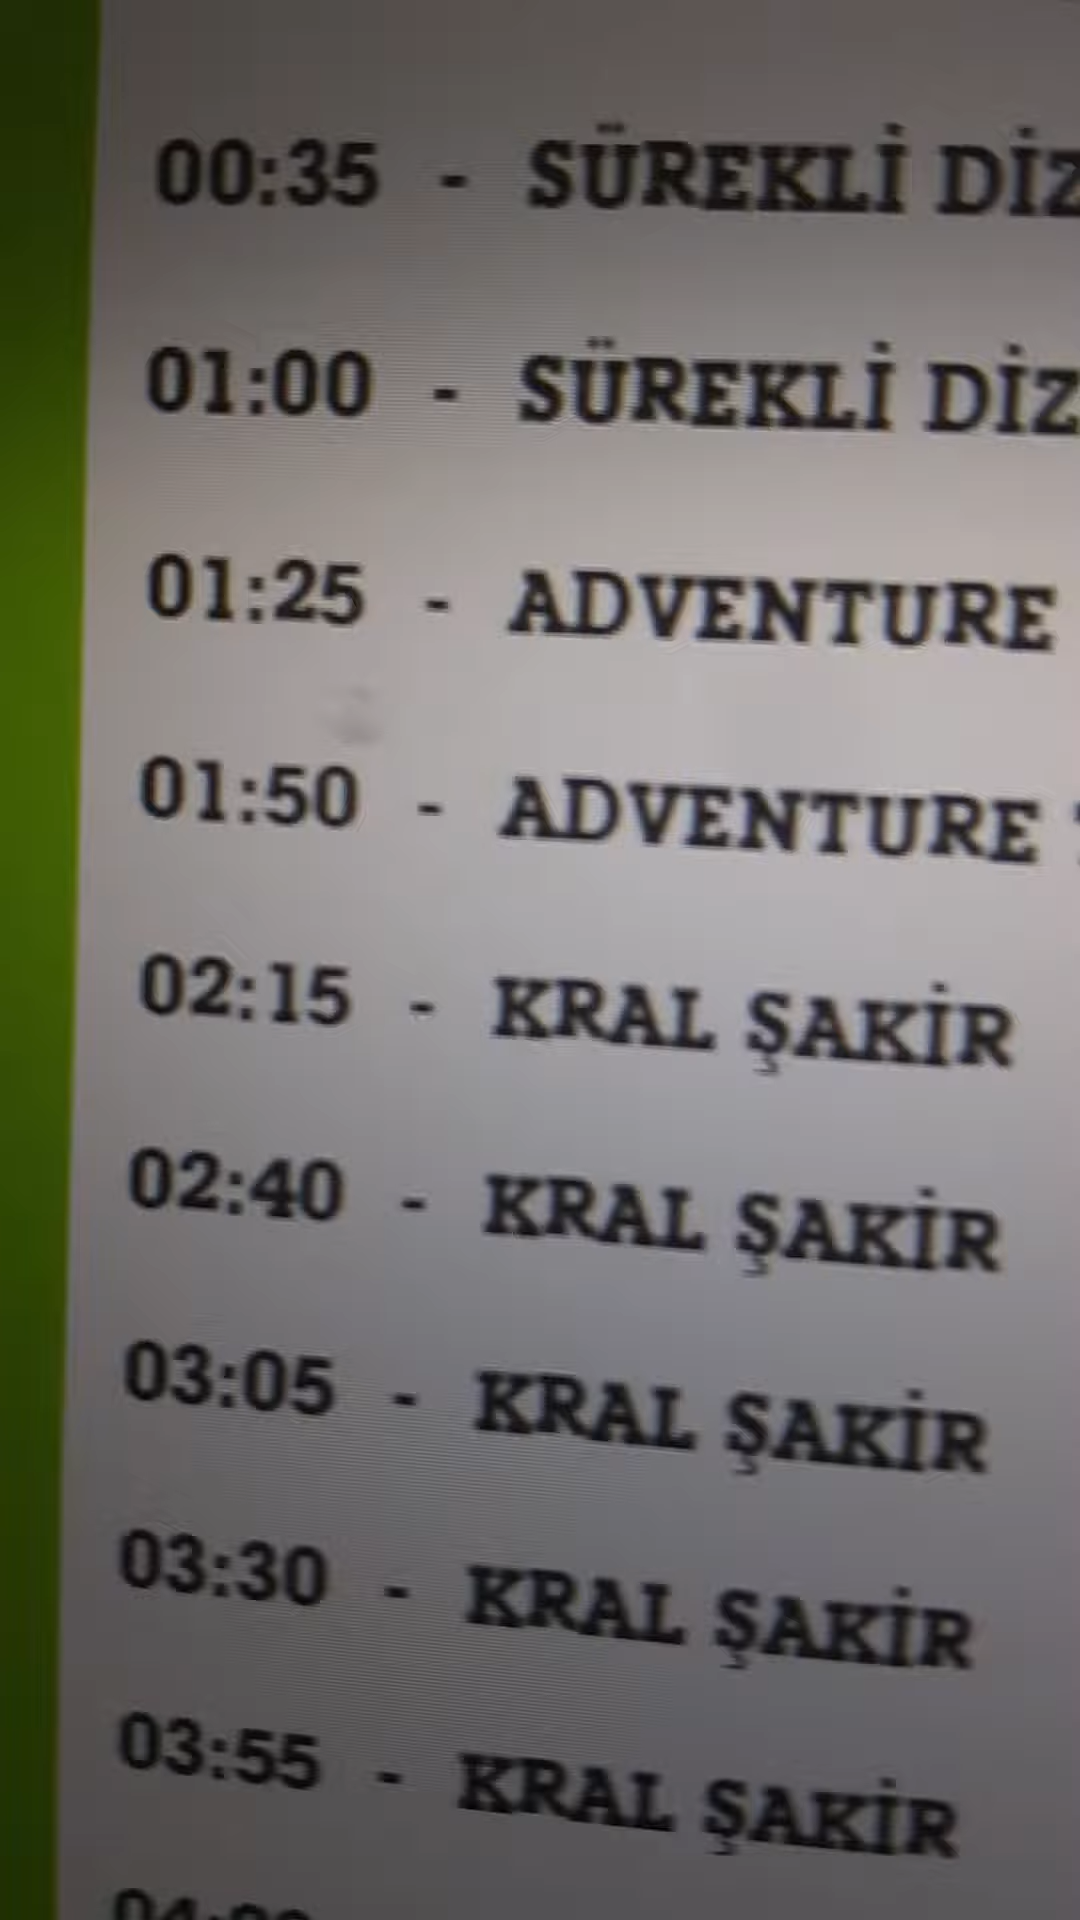 00:35 - SÜREKLİ DİZ
01:00 - SÜREKLİ DİZ
01:25 - ADVENTURE
01:50 - ADVENTURE
02:15 - KRAL ŞAKİR
02:40 - KRAL ŞAKİR
03:05 - KRAL ŞAKİR
03:30 - KRAL ŞAKİR
03:55 - KRAL ŞAKİR